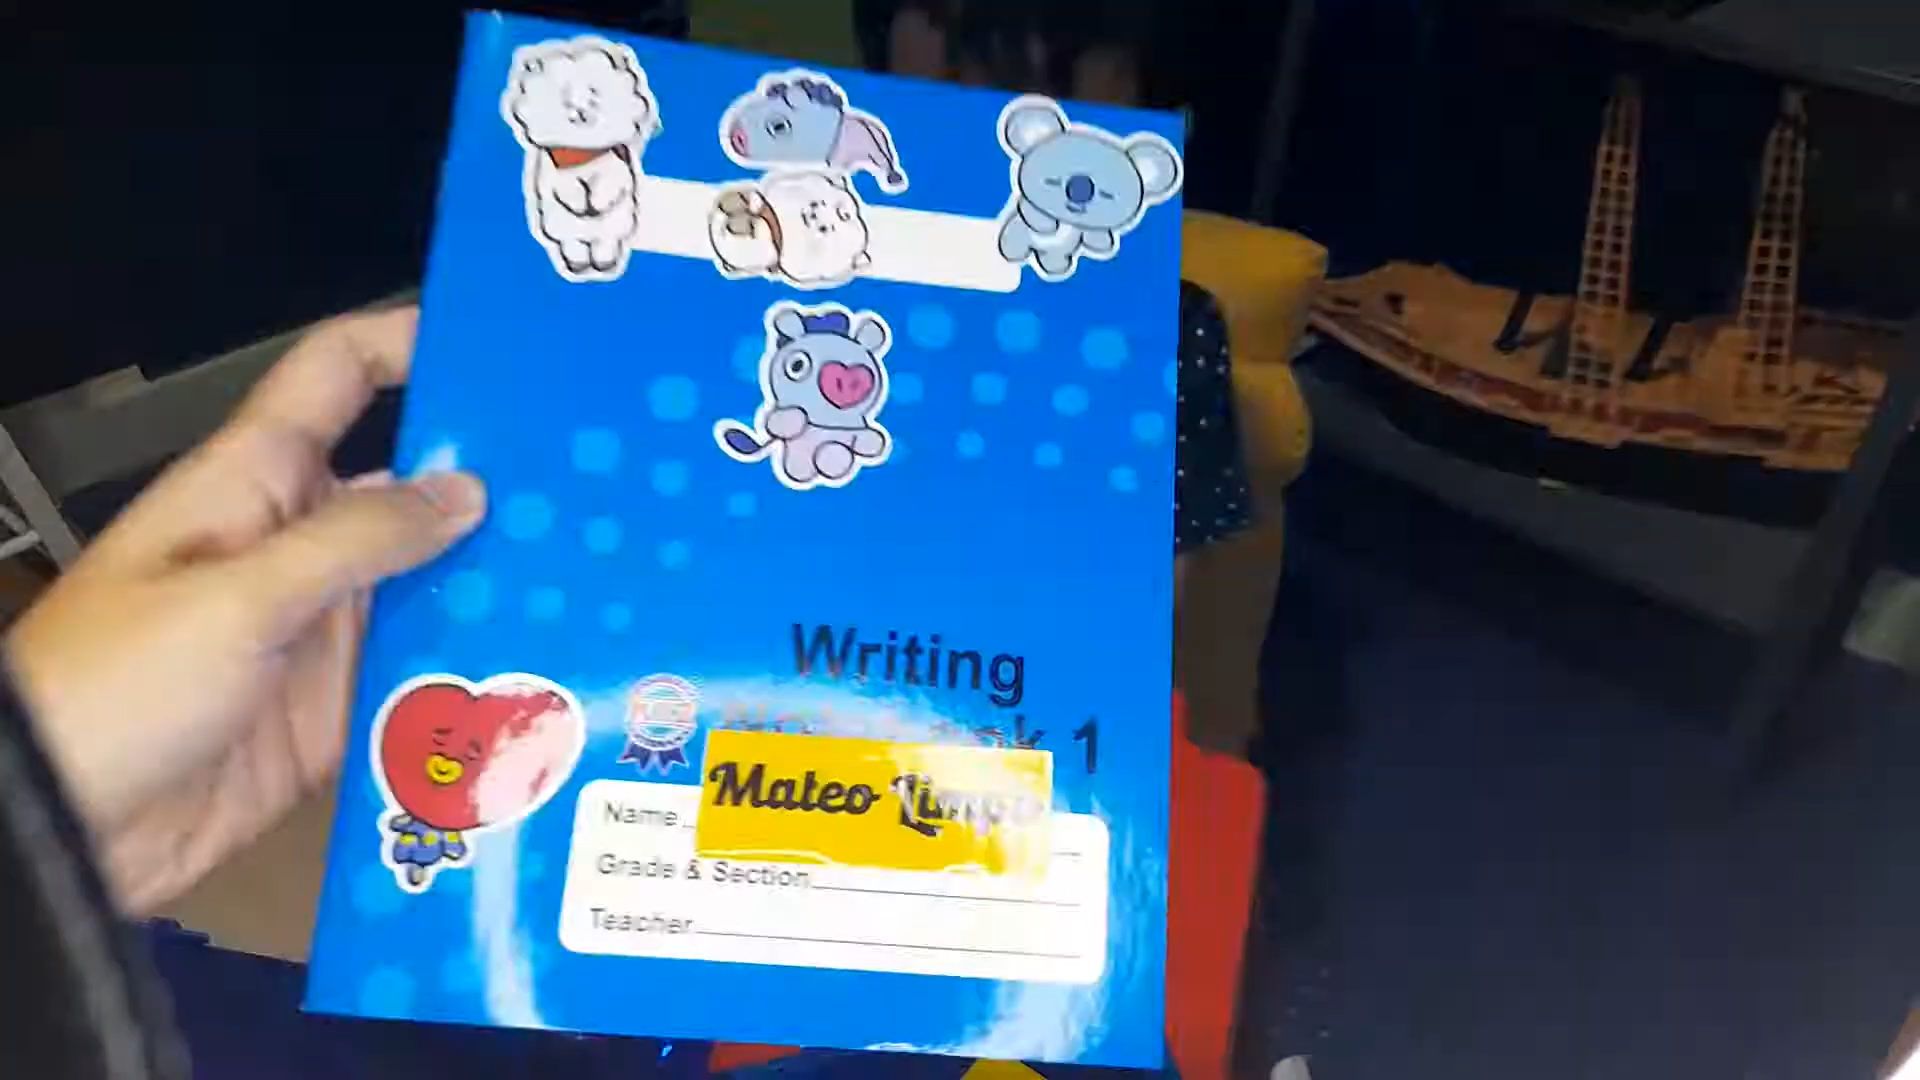 Writing
1
Mateo
Name
Grade & Section
Teacher